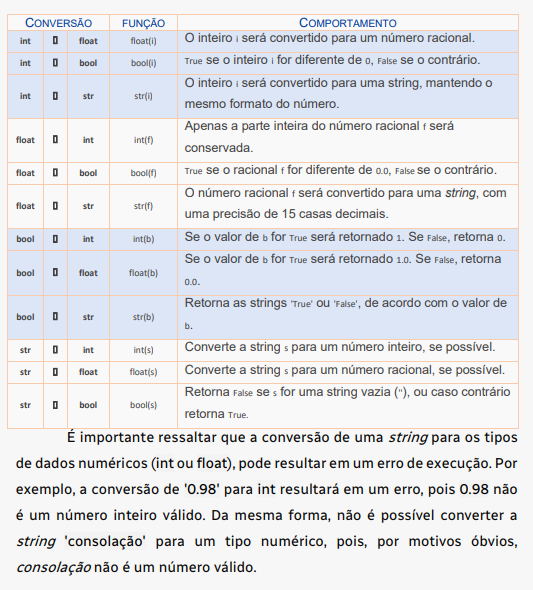 CONVERSÃO FUNÇÃO COMPORTAMENTO
int float float(i) O inteiro i será convertido para um número racional.
int bool bool(i) True se o inteiro i for diferente de 0, False se o contrário.
int str str(i) O inteiro i será convertido para uma string, mantendo o
mesmo formato do número.
float int int(f) Apenas a parte inteira do número racional f será
conservada.
float bool bool(f) True se o racional f for diferente de 0.0, False se o contrário.
float str str(f) O número racional f será convertido para uma string, com
uma precisão de 15 casas decimais.
bool int int(b) Se o valor de b for True será retornado 1. Se False, retorna 0.
bool float float(b) Se o valor de b for True será retornado 1.0. Se False, retorna
0.0.
bool str str(b) Retorna as strings 'True' ou 'False', de acordo com o valor de
b.
str int int(s) Converte a string s para um número inteiro, se possível.
str float float(s) Converte a string s para um número racional, se possível.
str bool bool(s) Retorna False se s for uma string vazia (''), ou caso contrário
retorna True.
É importante ressaltar que a conversão de uma string para os tipos
de dados numéricos (int ou float), pode resultar em um erro de execução. Por
exemplo, a conversão de '0.98' para int resultará em um erro, pois 0.98 não
é um número inteiro válido. Da mesma forma, não é possível converter a
string 'consolação' para um tipo numérico, pois, por motivos óbvios,
consolação não é um número válido.